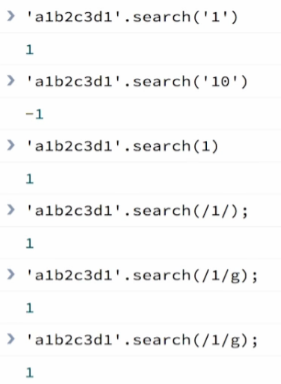 > 'a1b2c3d1'.search('1')
1
> 'a1b2c3d1'.search('10')
-1
> 'a1b2c3d1'.search(1)
1
> 'a1b2c3d1'.search(/1/);
1
> 'a1b2c3d1'.search(/1/g);
1
> 'a1b2c3d1'.search(/1/g);
1